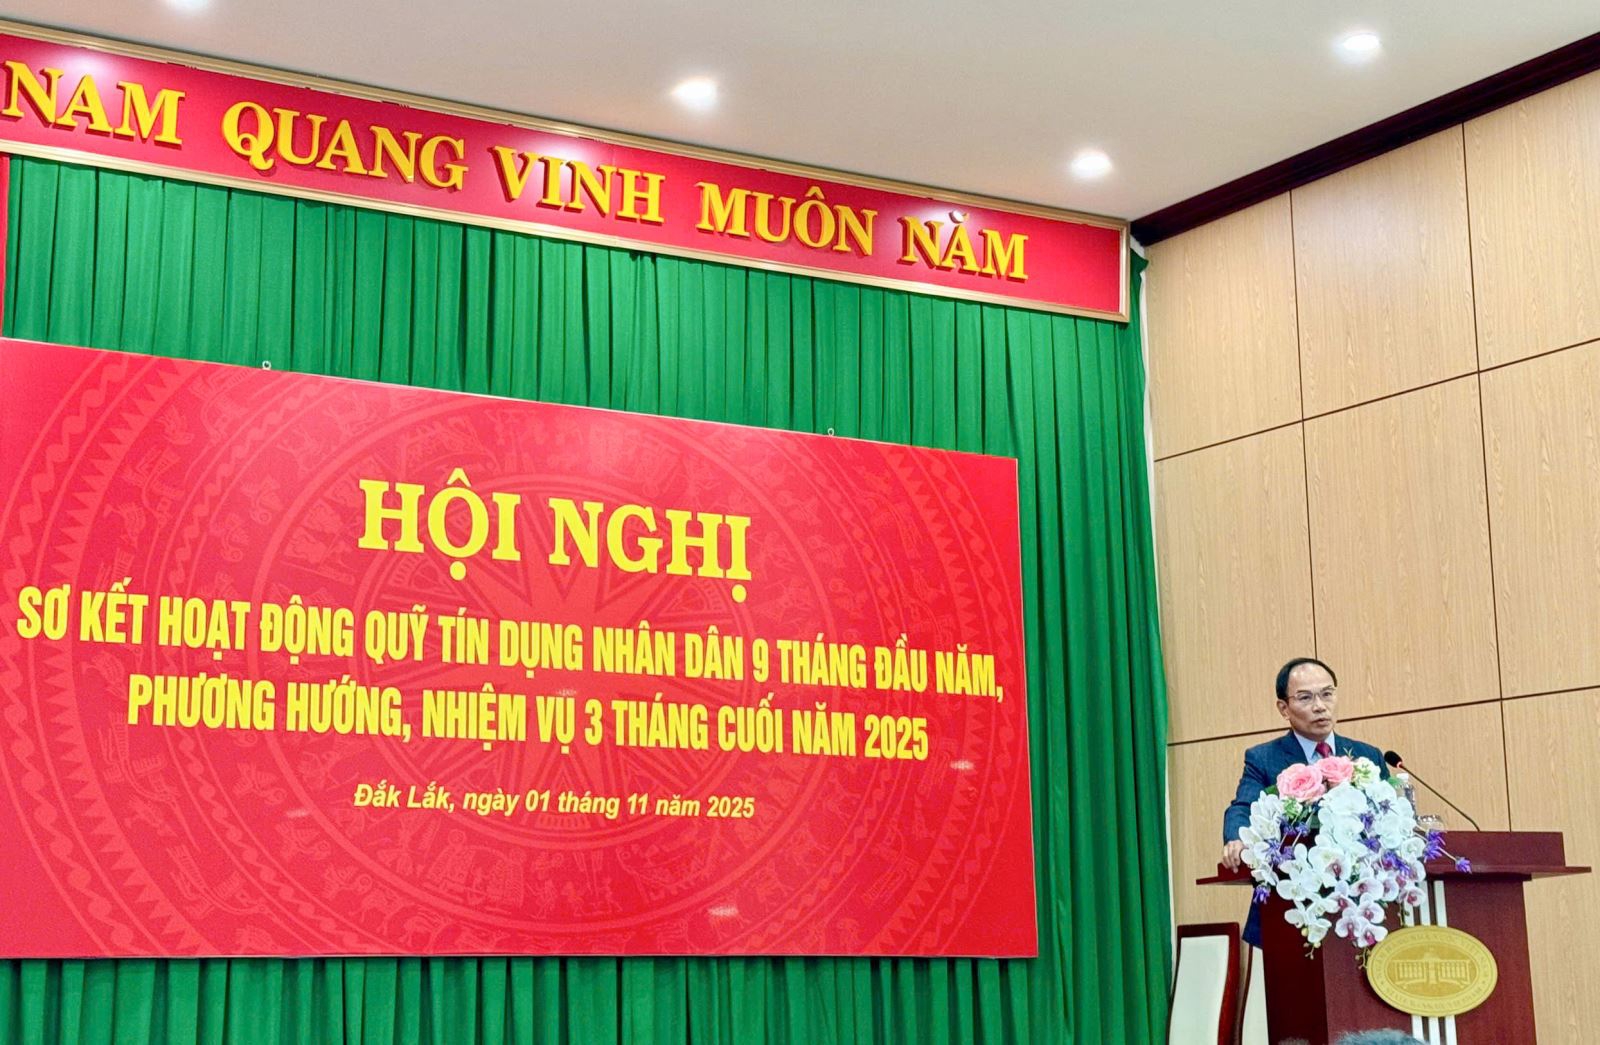 NAM QUANG VINH MUÔN NĂM
HỘI NGHỊ
SƠ KẾT HOẠT ĐỘNG QUỸ TÍN DỤNG NHÂN DÂN 9 THÁNG ĐẦU NĂM,
PHƯƠNG HƯỚNG, NHIỆM VỤ 3 THÁNG CUỐI NĂM 2025
Đắk Lắk, ngày 01 tháng 11 năm 2025